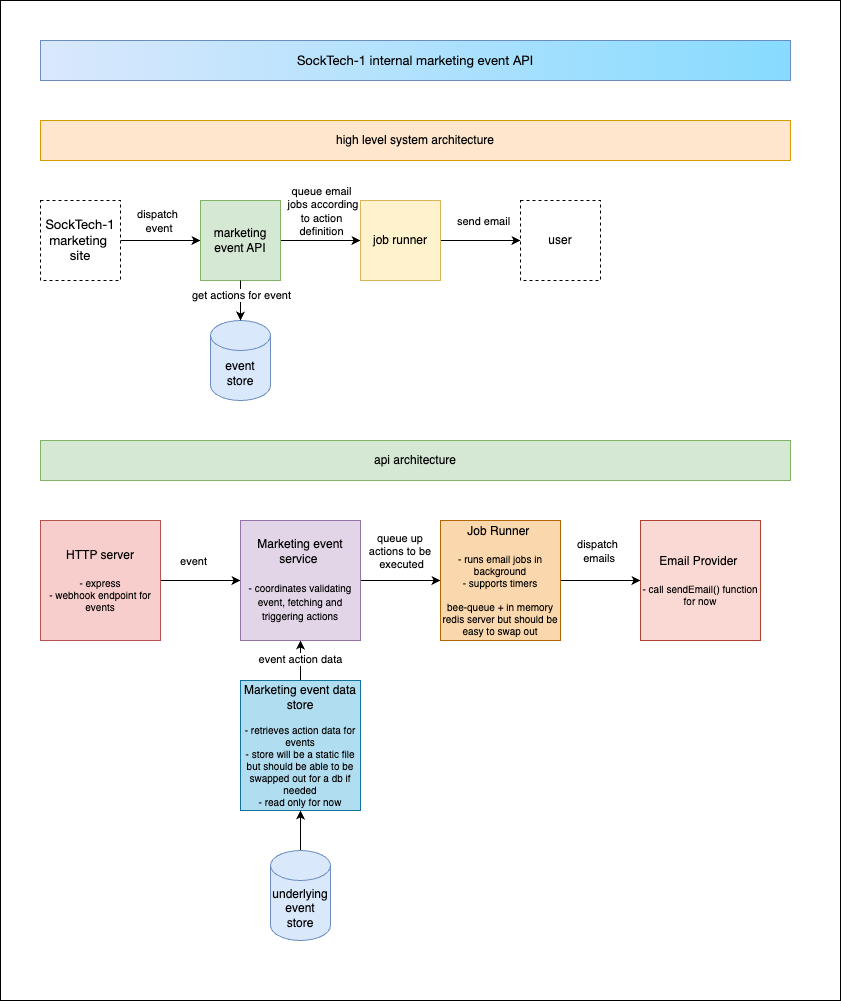 SockTech-1 internal marketing event API
high level system architecture
SockTech-1
marketing
site
dispatch
event
marketing
event API
queue email
jobs according
to action
definition
job runner
send email
user
get actions for event
event
store
api architecture
HTTP server
- express
- webhook endpoint for
events
event
Marketing event
service
- coordinates validating
event, fetching and
triggering actions
queue up
actions to be
executed
Job Runner
- runs email jobs in
background
- supports timers
bee-queue + in memory
redis server but should be
easy to swap out
dispatch
emails
Email Provider
- call sendEmail() function
for now
event action data
Marketing event data
store
- retrieves action data for
events
- store will be a static file
but should be able to be
swapped out for a db if
needed
- read only for now
underlying
event
store